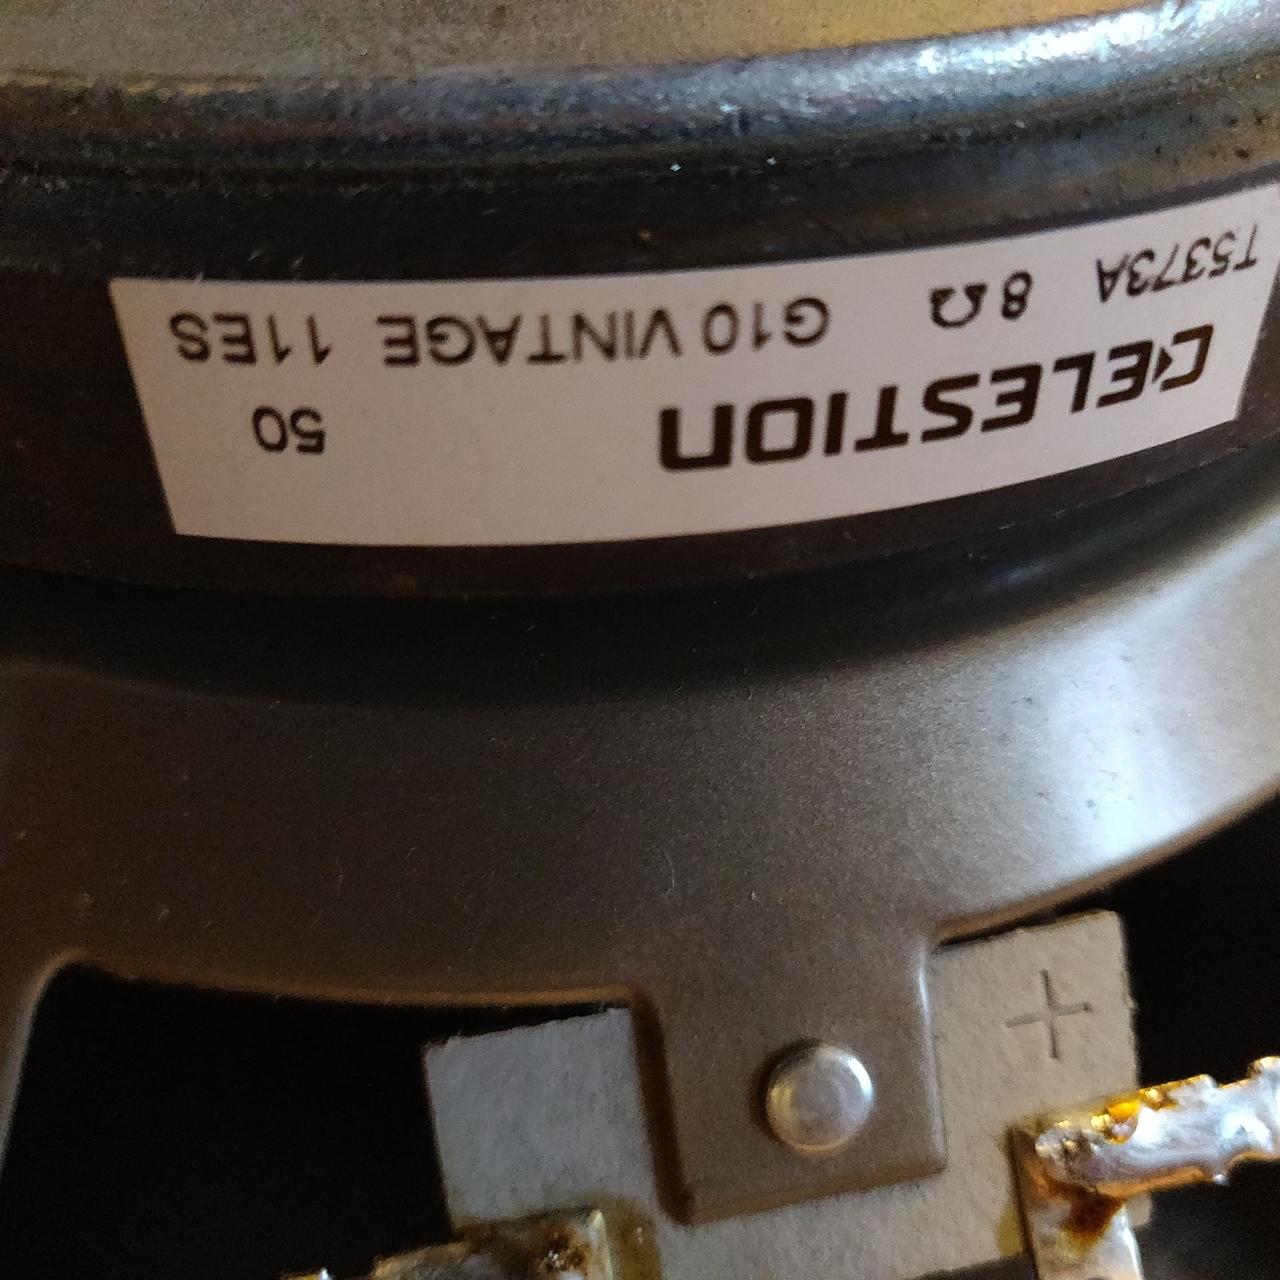 CELESTION 50
T5373A 8Ω G10 VINTAGE 11ES
+